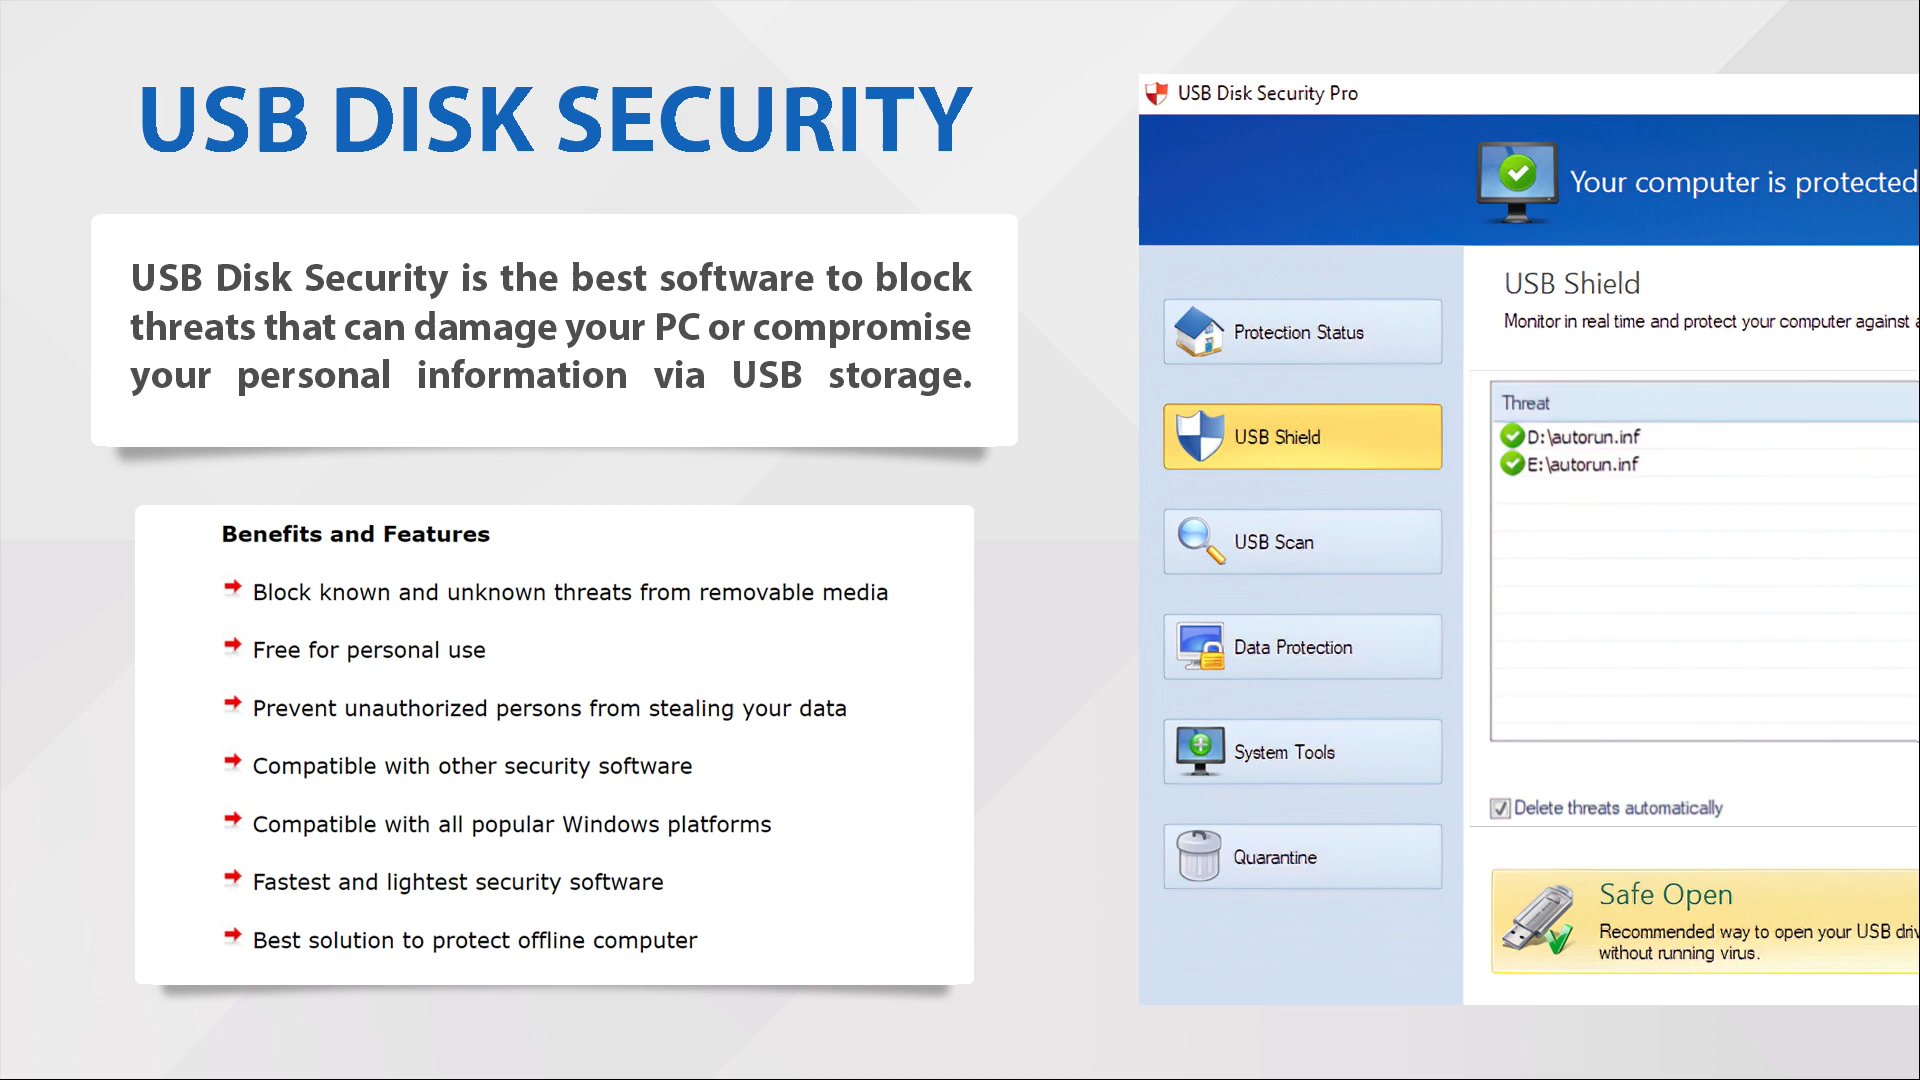 USB DISK SECURITY
USB Disk Security is the best software to block
threats that can damage your PC or compromise
your personal information via USB storage.
Benefits and Features
Block known and unknown threats from removable media
Free for personal use
Prevent unauthorized persons from stealing your data
Compatible with other security software
Compatible with all popular Windows platforms
Fastest and lightest security software
Best solution to protect offline computer
USB Disk Security Pro
Your computer is protected
Protection Status
USB Shield
USB Scan
Data Protection
System Tools
Quarantine
USB Shield
Monitor in real time and protect your computer against
Threat
D:\autorun.inf
E:\autorun.inf
Delete threats automatically
Safe Open
Recommended way to open your USB
without running virus.